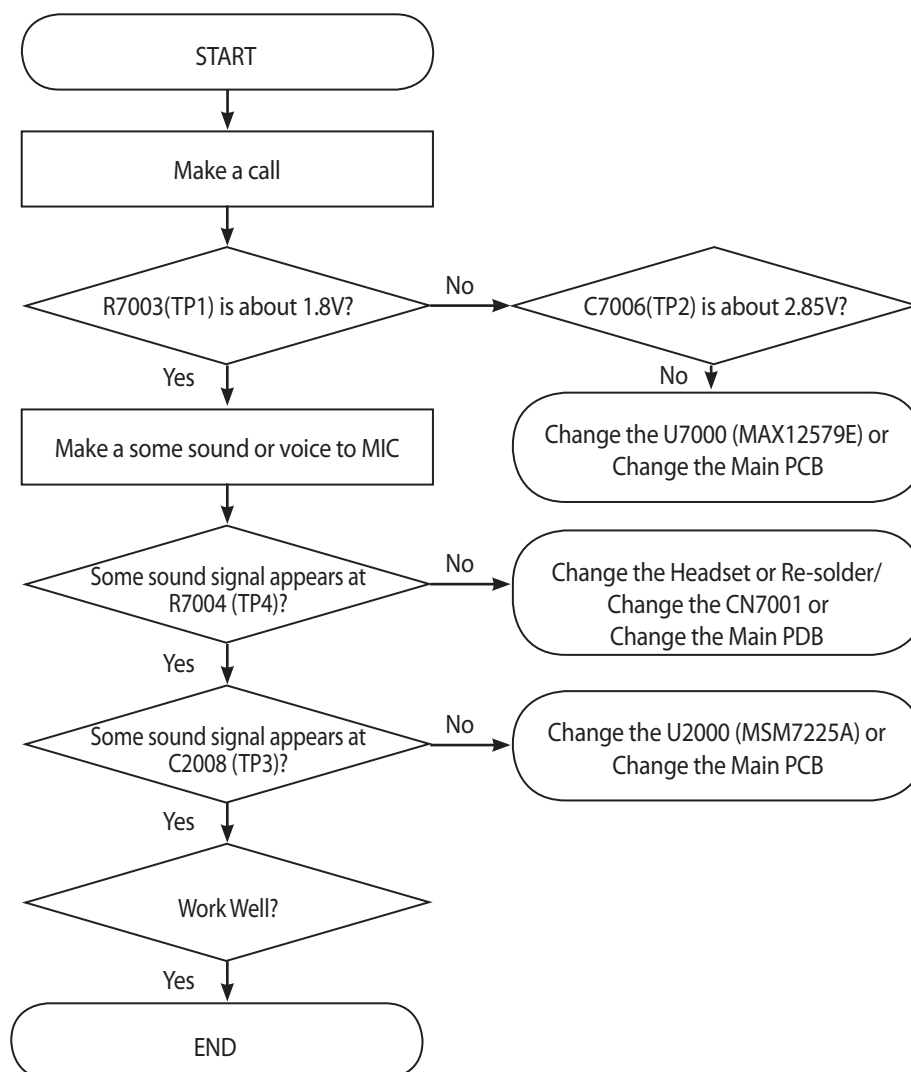 START
Make a call
R7003(TP1) is about 1.8V?
No
C7006(TP2) is about 2.85V?
Yes
No
Make a some sound or voice to MIC
Change the U7000 (MAX12579E) or
Change the Main PCB
Some sound signal appears at
R7004 (TP4)?
No
Change the Headset or Re-solder/
Change the CN7001 or
Change the Main PDB
Yes
Some sound signal appears at
C2008 (TP3)?
No
Change the U2000 (MSM7225A) or
Change the Main PCB
Yes
Work Well?
Yes
END